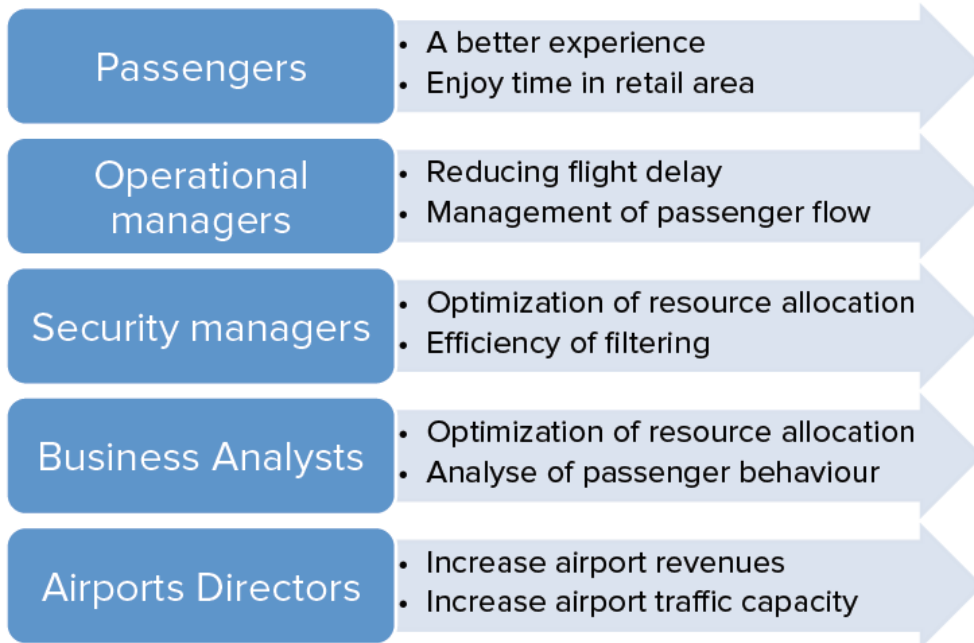 Passengers
• A better experience
• Enjoy time in retail area
Operational
managers
• Reducing flight delay
• Management of passenger flow
Security managers
• Optimization of resource allocation
• Efficiency of filtering
Business Analysts
• Optimization of resource allocation
• Analyse of passenger behaviour
Airports Directors
• Increase airport revenues
• Increase airport traffic capacity